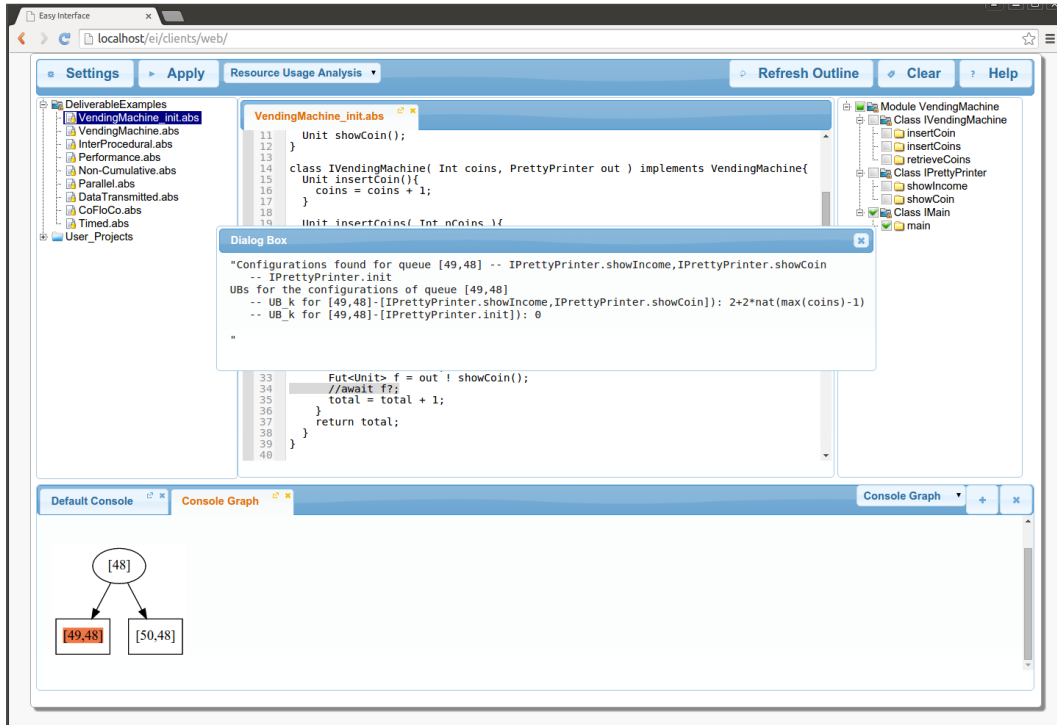 Easy Interface
localhost/ei/clients/web/
Settings
Apply
Resource Usage Analysis
Refresh Outline
Clear
? Help
DeliverableExamples
VendingMachine_init.abs
VendingMachine.abs
InterProcedural.abs
Performance.abs
Non-Cumulative.abs
Parallel.abs
DataTransmitted.abs
CoFloCo.abs
Timed.abs
User_Projects
VendingMachine_init.abs
11 Unit showCoin();
12 }
13
14 class IVendingMachine( Int coins, PrettyPrinter out ) implements VendingMachine{
15 Unit insertCoin(){
16 coins = coins + 1;
17 }
18
19 Unit insertCoins( Int nCoins ){
Dialog Box
"Configurations found for queue [49,48] -- IPrettyPrinter.showIncome,IPrettyPrinter.showCoin
-- IPrettyPrinter.init
UBs for the configurations of queue [49,48]
-- UB_k for [49,48]-[IPrettyPrinter.showIncome,IPrettyPrinter.showCoin]): 2+2*nat(max(coins)-1)
-- UB_k for [49,48]-[IPrettyPrinter.init]): 0
"
33 Fut<Unit> f = out ! showCoin();
34 //await f?;
35 total = total + 1;
36 }
37 return total;
38 }
39 }
40
Module VendingMachine
Class IVendingMachine
insertCoin
insertCoins
retrieveCoins
Class IPrettyPrinter
showIncome
showCoin
Class IMain
main
Default Console
Console Graph
Console Graph
[48]
[49,48]
[50,48]